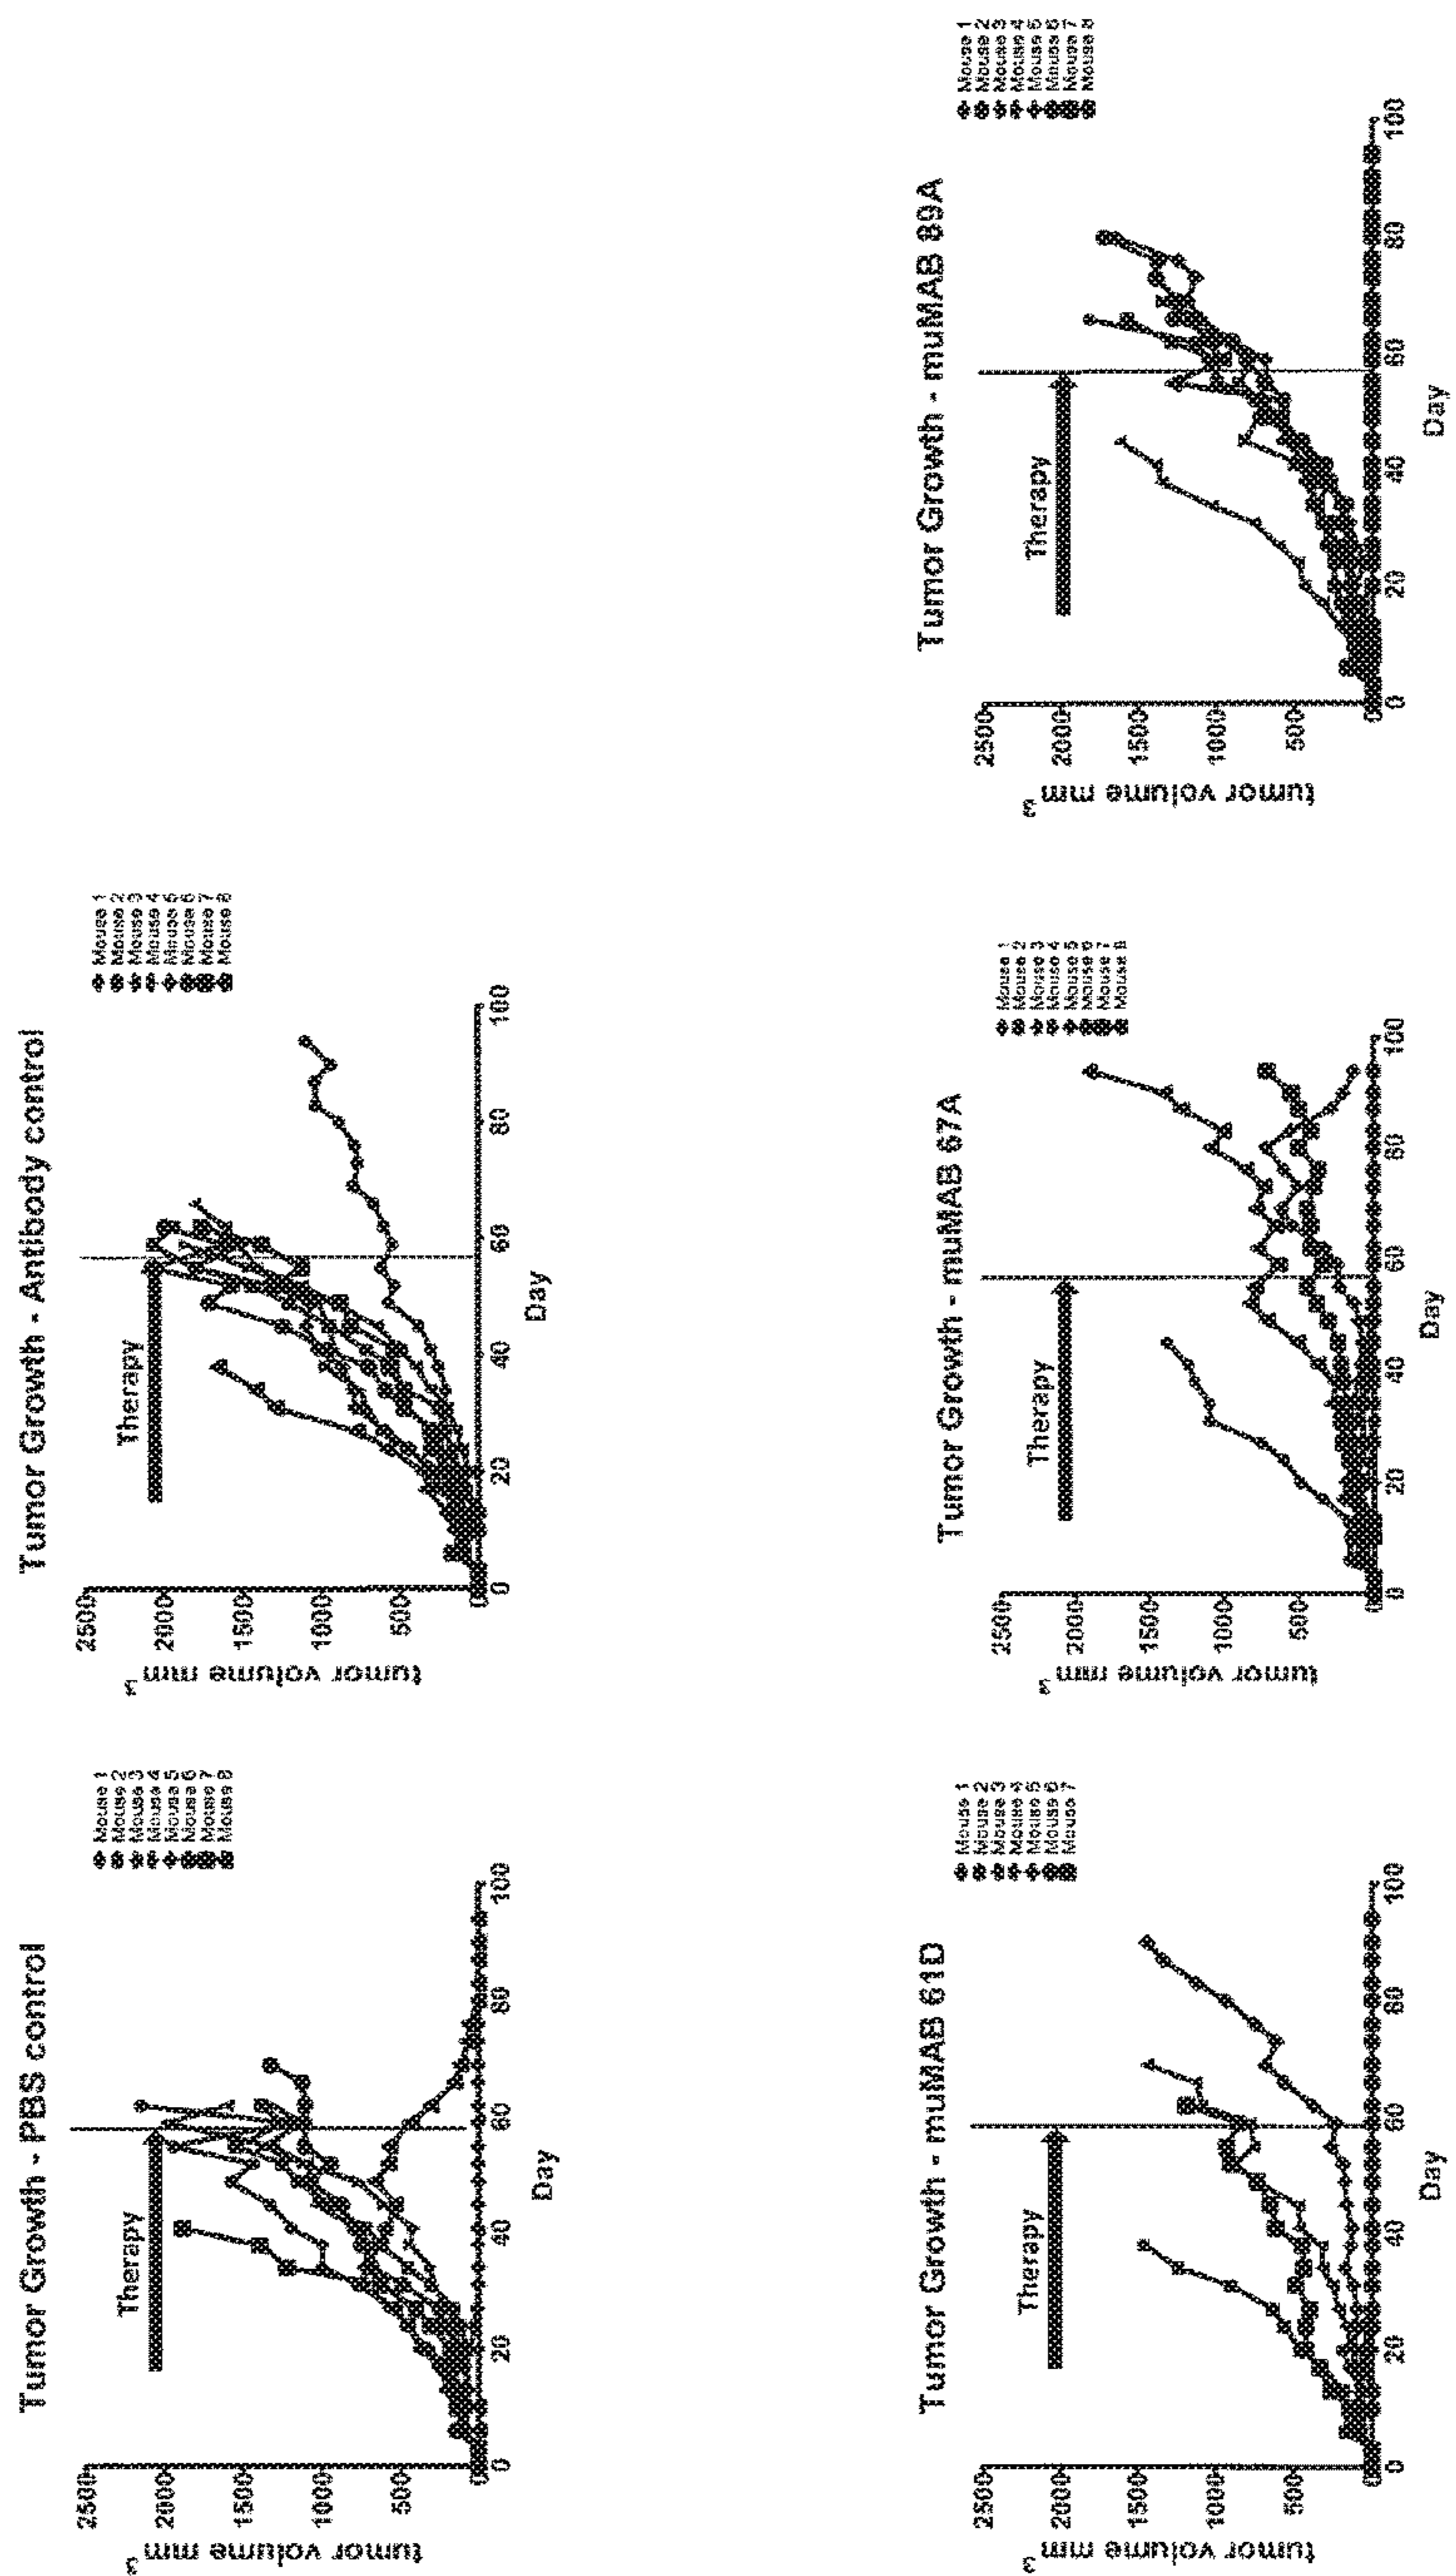 Tumor Growth - PBS control
tumor volume mm 3
2500
2000
1500
1000
500
0
0 20 40 60 80 100
Day
Therapy
Mouse 1
Mouse 2
Mouse 3
Mouse 4
Mouse 5
Mouse 6
Mouse 7
Mouse 8
Tumor Growth - Antibody control
tumor volume mm 3
2500
2000
1500
1000
500
0
0 20 40 60 80 100
Day
Therapy
Mouse 1
Mouse 2
Mouse 3
Mouse 4
Mouse 5
Mouse 6
Mouse 7
Mouse 8
Tumor Growth - muMAB 61D
tumor volume mm 3
2500
2000
1500
1000
500
0
0 20 40 60 80 100
Day
Therapy
Mouse 1
Mouse 2
Mouse 3
Mouse 4
Mouse 5
Mouse 6
Mouse 7
Tumor Growth - muMAB 67A
tumor volume mm 3
2500
2000
1500
1000
500
0
0 20 40 60 80 100
Day
Therapy
Mouse 1
Mouse 2
Mouse 3
Mouse 4
Mouse 5
Mouse 6
Mouse 7
Mouse 8
Tumor Growth - muMAB 89A
tumor volume mm 3
2500
2000
1500
1000
500
0
0 20 40 60 80 100
Day
Therapy
Mouse 1
Mouse 2
Mouse 3
Mouse 4
Mouse 5
Mouse 6
Mouse 7
Mouse 8